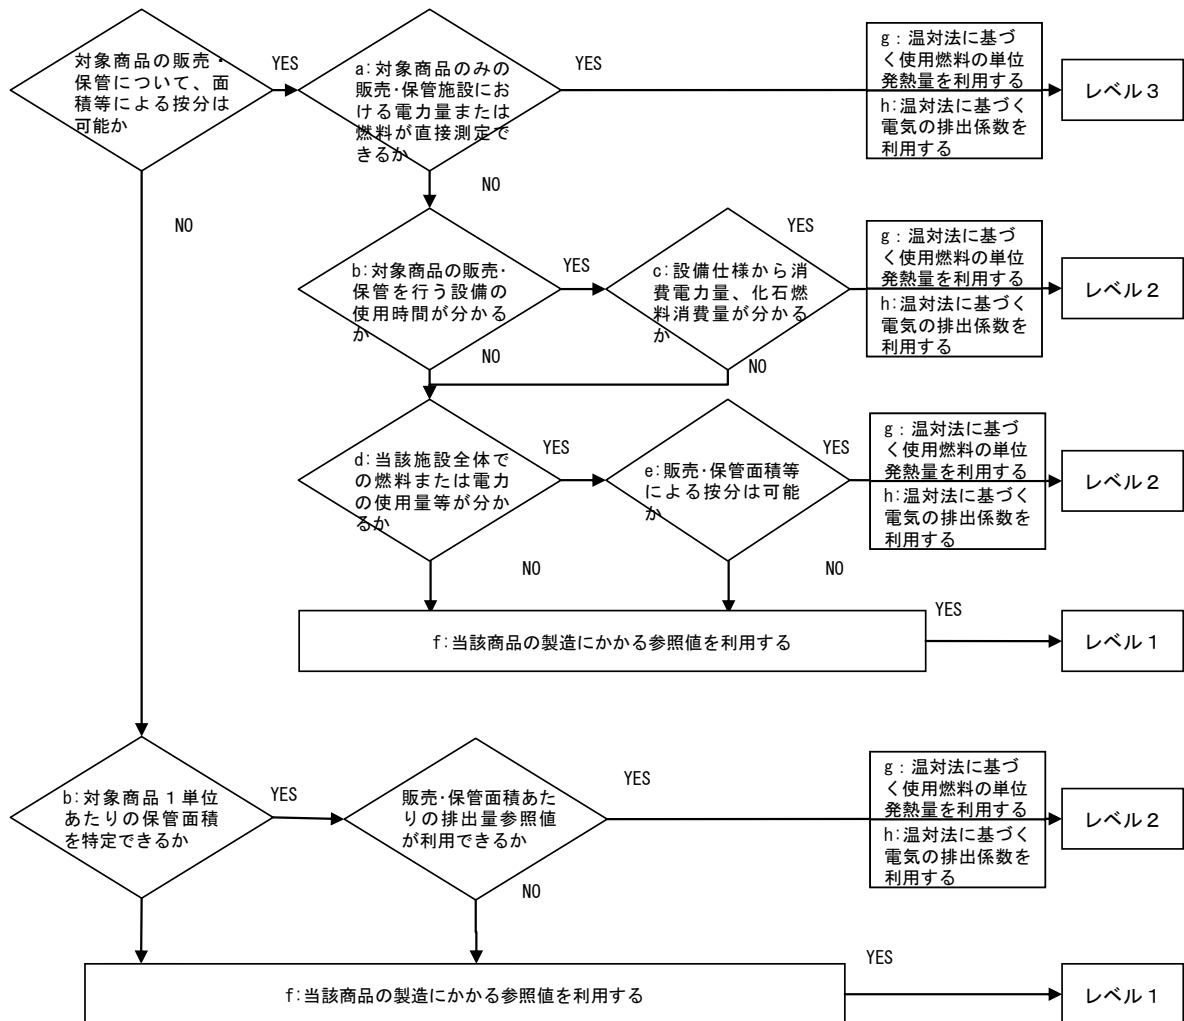 対象商品の販売・
保管について、面
積等による按分は
可能か
YES
a:対象商品のみの
販売・保管施設にお
ける電力量または
燃料が直接測定で
きるか
YES
g：温対法に基づ
く使用燃料の単位
発熱量を利用する
h:温対法に基づく
電気の排出係数を
利用する
レベル３
NO
NO
b:対象商品の販売・
保管を行う設備の
使用時間が分かる
か
YES
c:設備仕様から消
費電力量、化石燃
料消費量が分かる
か
YES
g：温対法に基づ
く使用燃料の単位
発熱量を利用する
h:温対法に基づく
電気の排出係数を
利用する
レベル２
NO
NO
d:当該施設全体で
の燃料または電力
の使用量等が分か
るか
YES
e:販売・保管面積等
による按分は可能
か
YES
g：温対法に基づ
く使用燃料の単位
発熱量を利用する
h:温対法に基づく
電気の排出係数を
利用する
レベル２
NO
NO
f:当該商品の製造にかかる参照値を利用する
YES
レベル１
b:対象商品１単位
あたりの保管面積
を特定できるか
YES
販売・保管面積あた
りの排出量参照値
が利用できるか
YES
g：温対法に基づ
く使用燃料の単位
発熱量を利用する
h:温対法に基づく
電気の排出係数を
利用する
レベル２
NO
f:当該商品の製造にかかる参照値を利用する
YES
レベル１